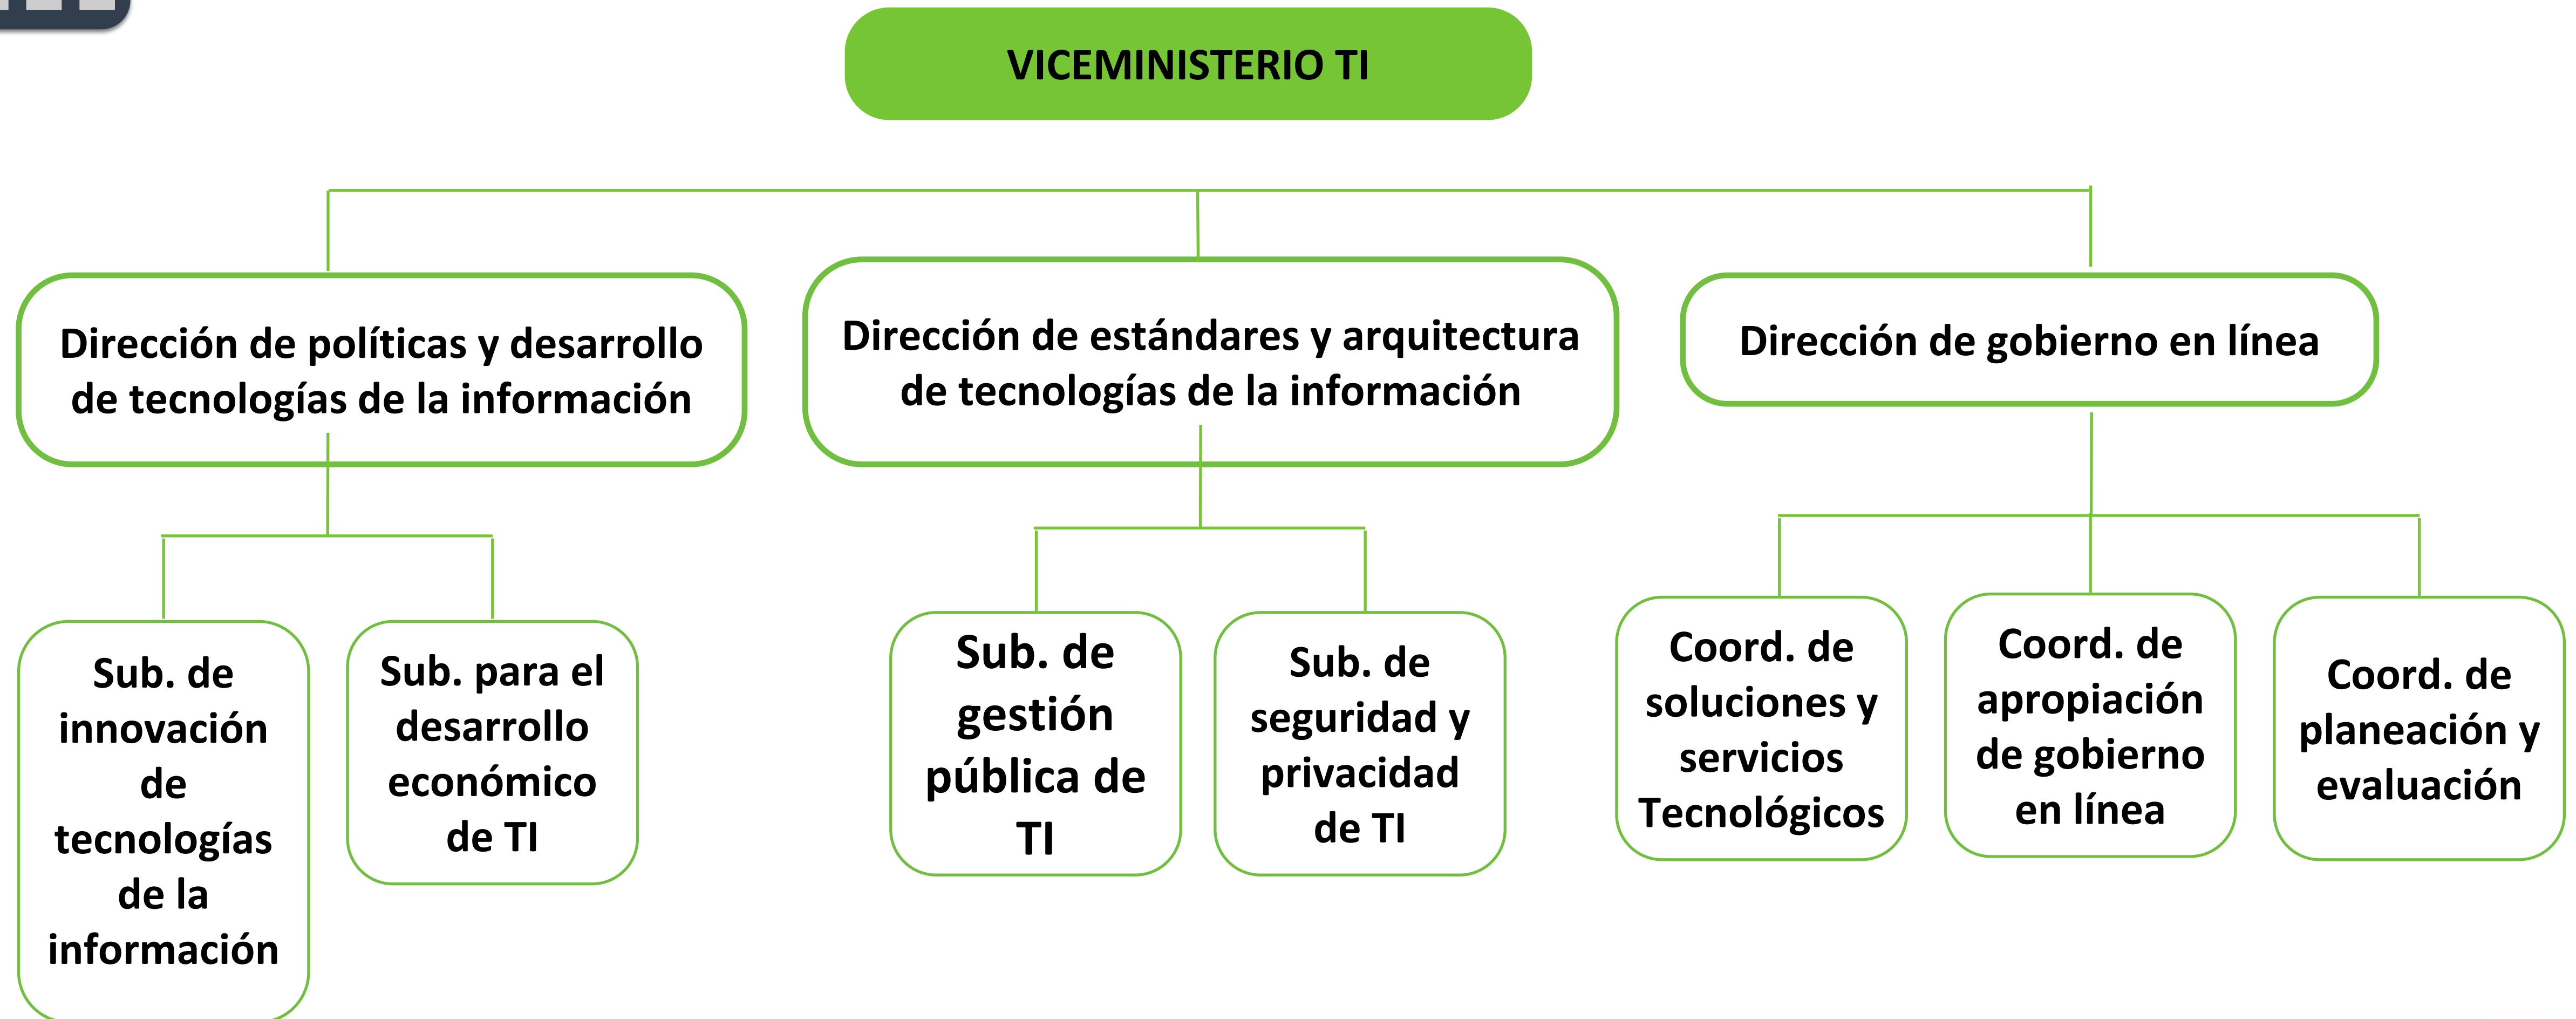 VICEMINISTERIO TI
Dirección de políticas y desarrollo
de tecnologías de la información
Dirección de estándares y arquitectura
de tecnologías de la información
Dirección de gobierno en línea
Sub. de
innovación
de
tecnologías
de la
información
Sub. para el
desarrollo
económico
de TI
Sub. de
gestión
pública de
TI
Sub. de
seguridad y
privacidad
de TI
Coord. de
soluciones y
servicios
Tecnológicos
Coord. de
apropiación
de gobierno
en línea
Coord. de
planeación y
evaluación